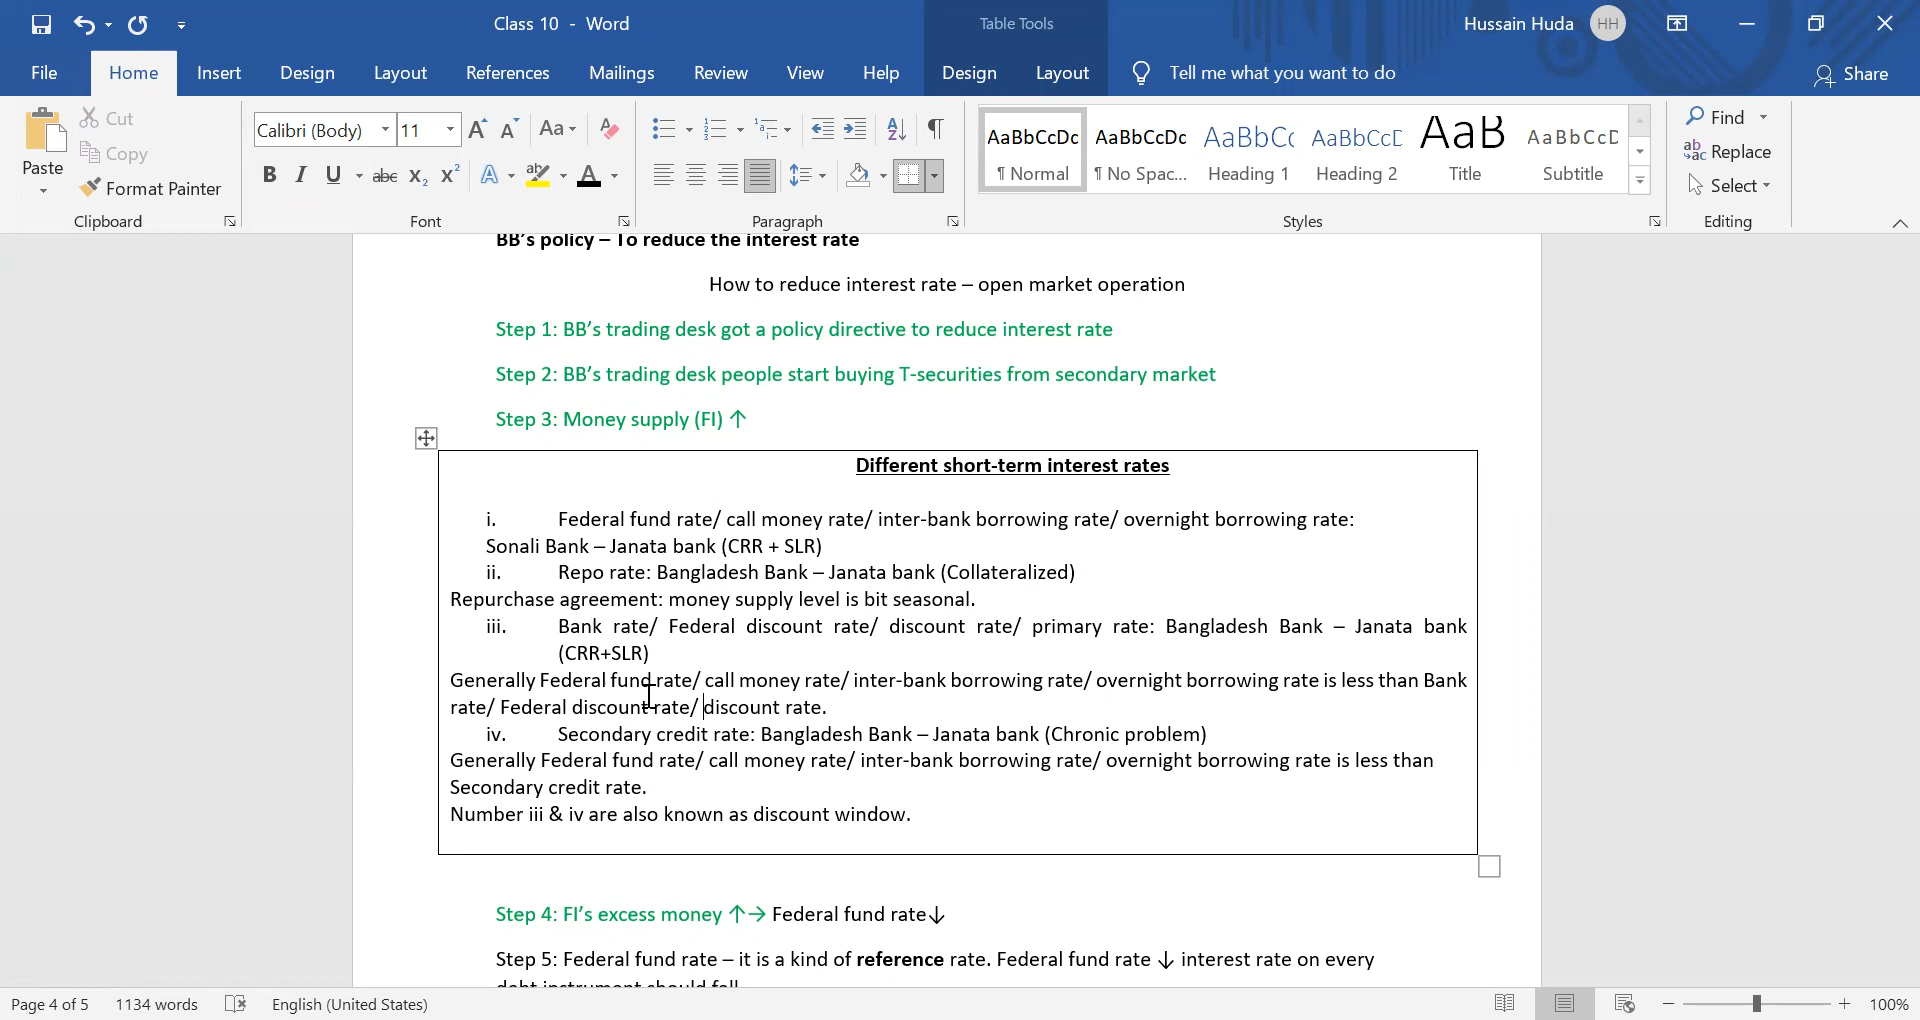 Class 10 - Word
Table Tools
Hussain Huda
HH
File
Home
Insert
Design
Layout
References
Mailings
Review
View
Help
Design
Layout
Tell me what you want to do
Share
Paste
Cut
Copy
Format Painter
Clipboard
Calibri (Body)
11
Font
Paragraph
AaBbCcDc
¶ Normal
AaBbCcDc
¶ No Spac...
AaBbC
Heading 1
AaBbCcE
Heading 2
AaB
Title
AaBbCcD
Subtitle
Styles
Find
Replace
Select
Editing
BB's policy – To reduce the interest rate
How to reduce interest rate – open market operation
Step 1: BB's trading desk got a policy directive to reduce interest rate
Step 2: BB's trading desk people start buying T-securities from secondary market
Step 3: Money supply (FI) ↑
Different short-term interest rates
i. Federal fund rate/ call money rate/ inter-bank borrowing rate/ overnight borrowing rate:
Sonali Bank – Janata bank (CRR + SLR)
ii. Repo rate: Bangladesh Bank – Janata bank (Collateralized)
Repurchase agreement: money supply level is bit seasonal.
iii. Bank rate/ Federal discount rate/ discount rate/ primary rate: Bangladesh Bank – Janata bank
(CRR+SLR)
Generally Federal fund rate/ call money rate/ inter-bank borrowing rate/ overnight borrowing rate is less than Bank
rate/ Federal discount rate/ discount rate.
iv. Secondary credit rate: Bangladesh Bank – Janata bank (Chronic problem)
Generally Federal fund rate/ call money rate/ inter-bank borrowing rate/ overnight borrowing rate is less than
Secondary credit rate.
Number iii & iv are also known as discount window.
Step 4: FI's excess money ↑→ Federal fund rate↓
Step 5: Federal fund rate – it is a kind of reference rate. Federal fund rate ↓ interest rate on every
debt instrument should fall
Page 4 of 5
1134 words
English (United States)
100%